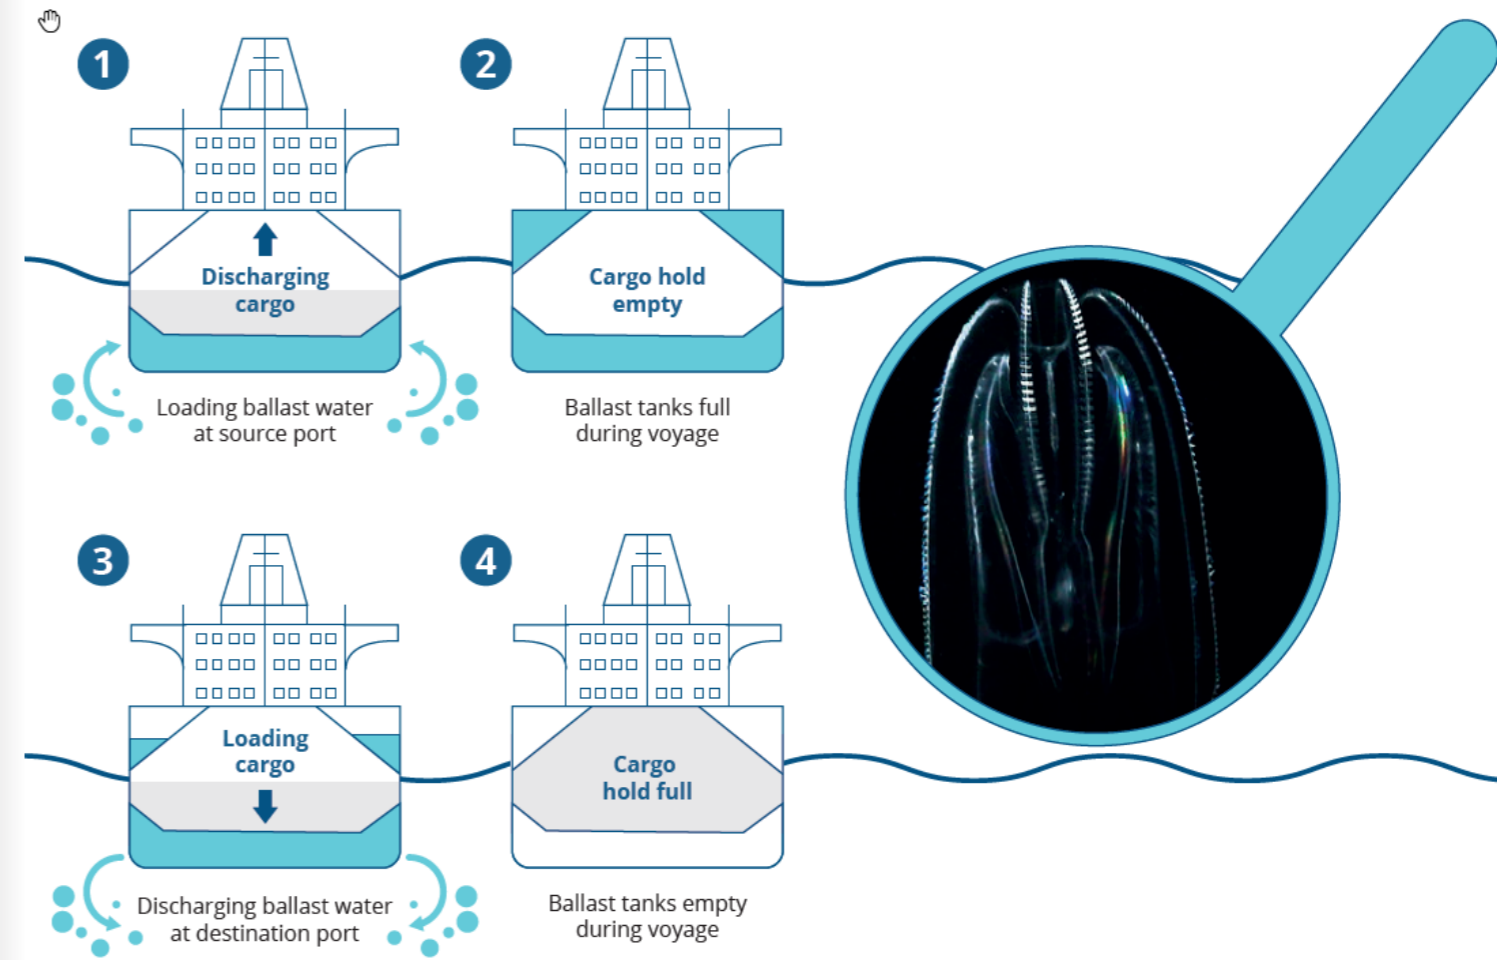 1
Discharging
cargo
Loading ballast water
at source port
2
Cargo hold
empty
Ballast tanks full
during voyage
3
Loading
cargo
Discharging ballast water
at destination port
4
Cargo
hold full
Ballast tanks empty
during voyage